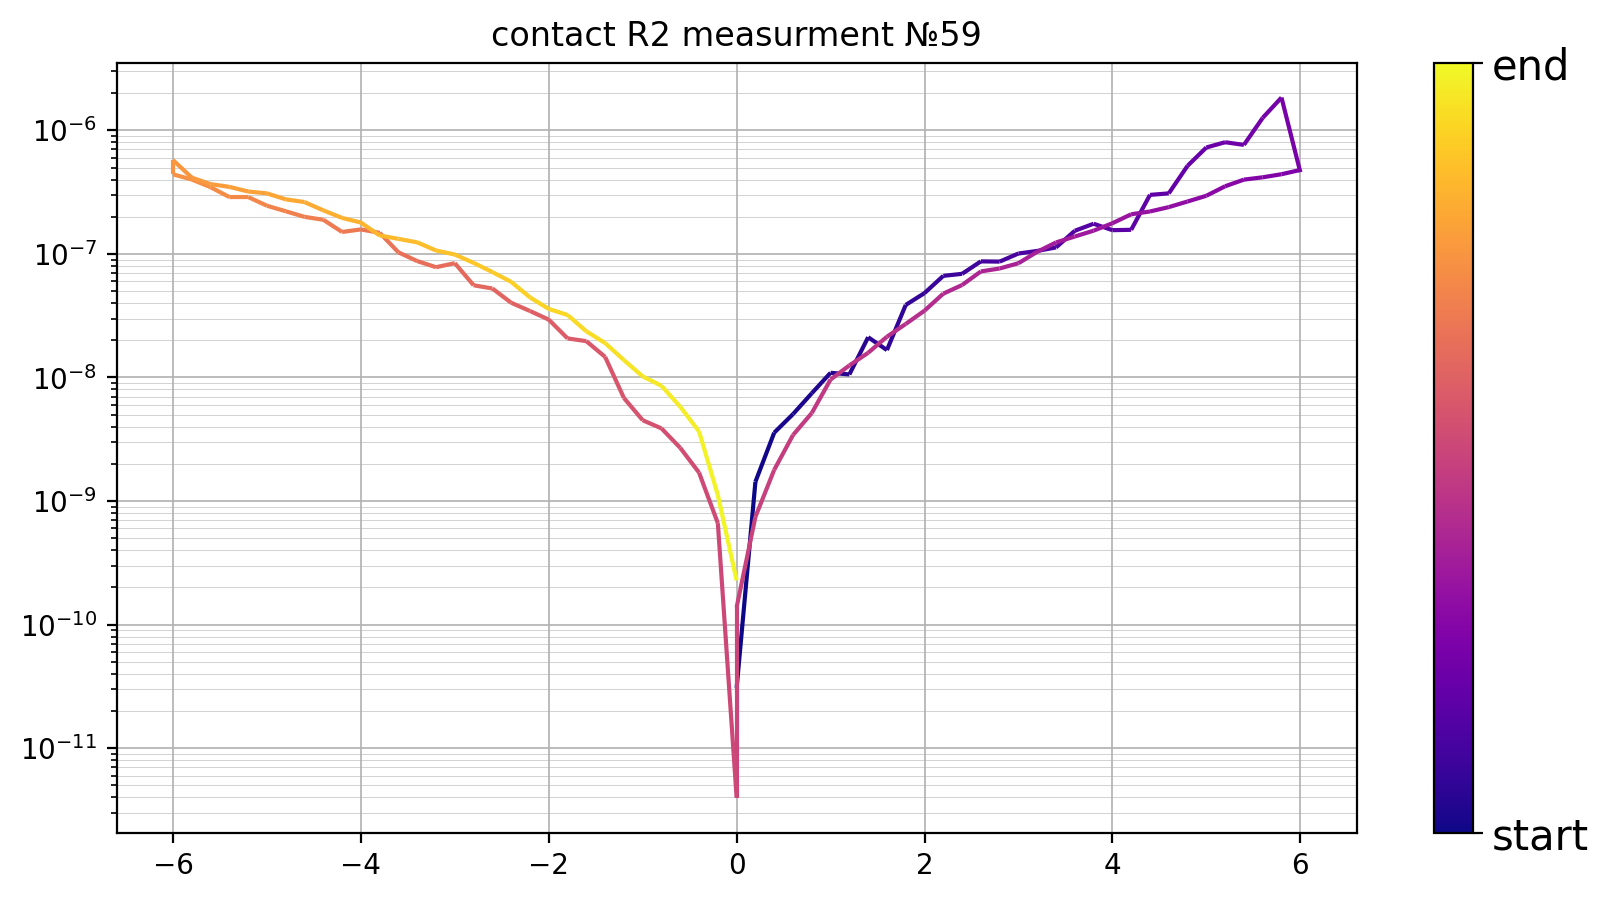 contact R2 measurment №59
10⁻⁶
10⁻⁷
10⁻⁸
10⁻⁹
10⁻¹⁰
10⁻¹¹
−6 −4 −2 0 2 4 6
end
start